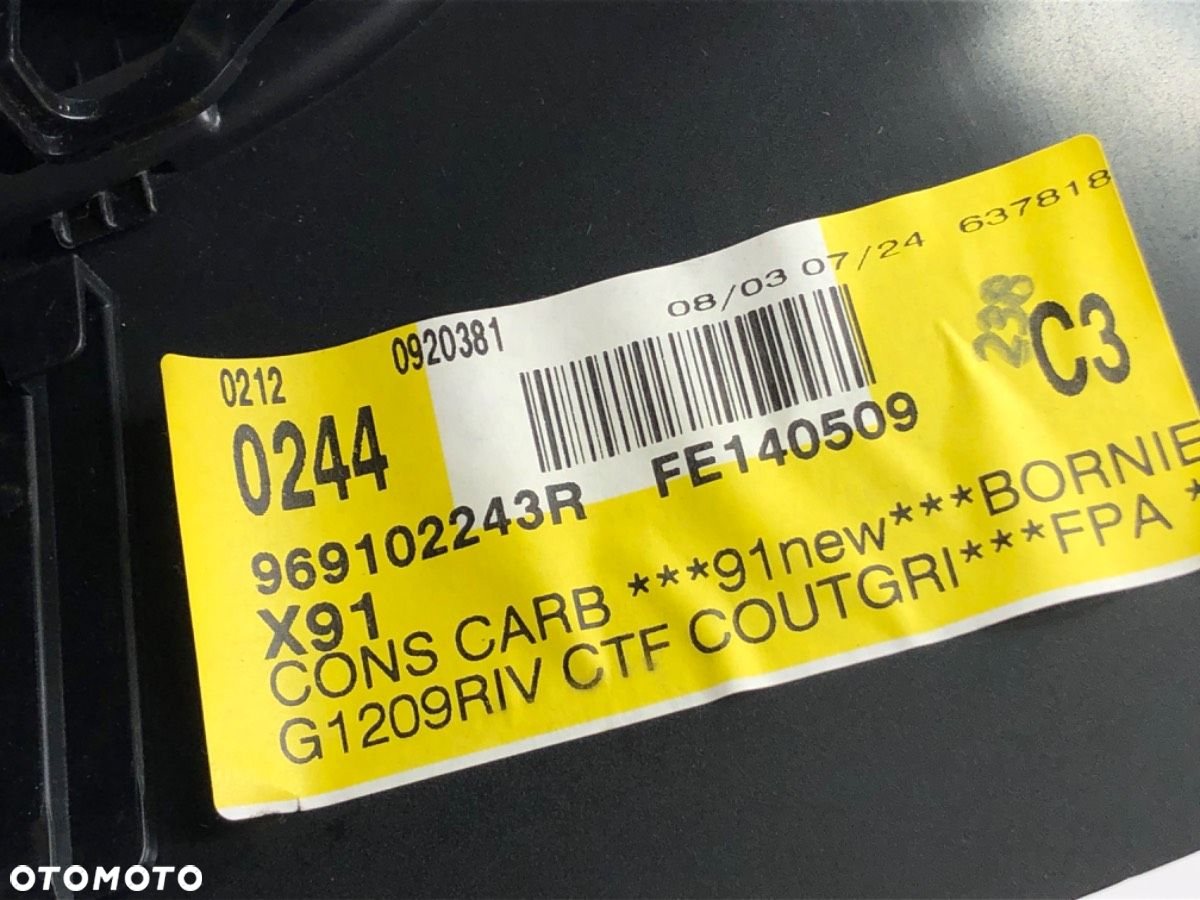 08/03 07/24 637818
0212 0920381
238
0244 C3
969102243R FE140509
X91
CONS CARB ***91new***BORNIE
G1209RIV CTF COUTGRI***FPA *
OTOMOTO